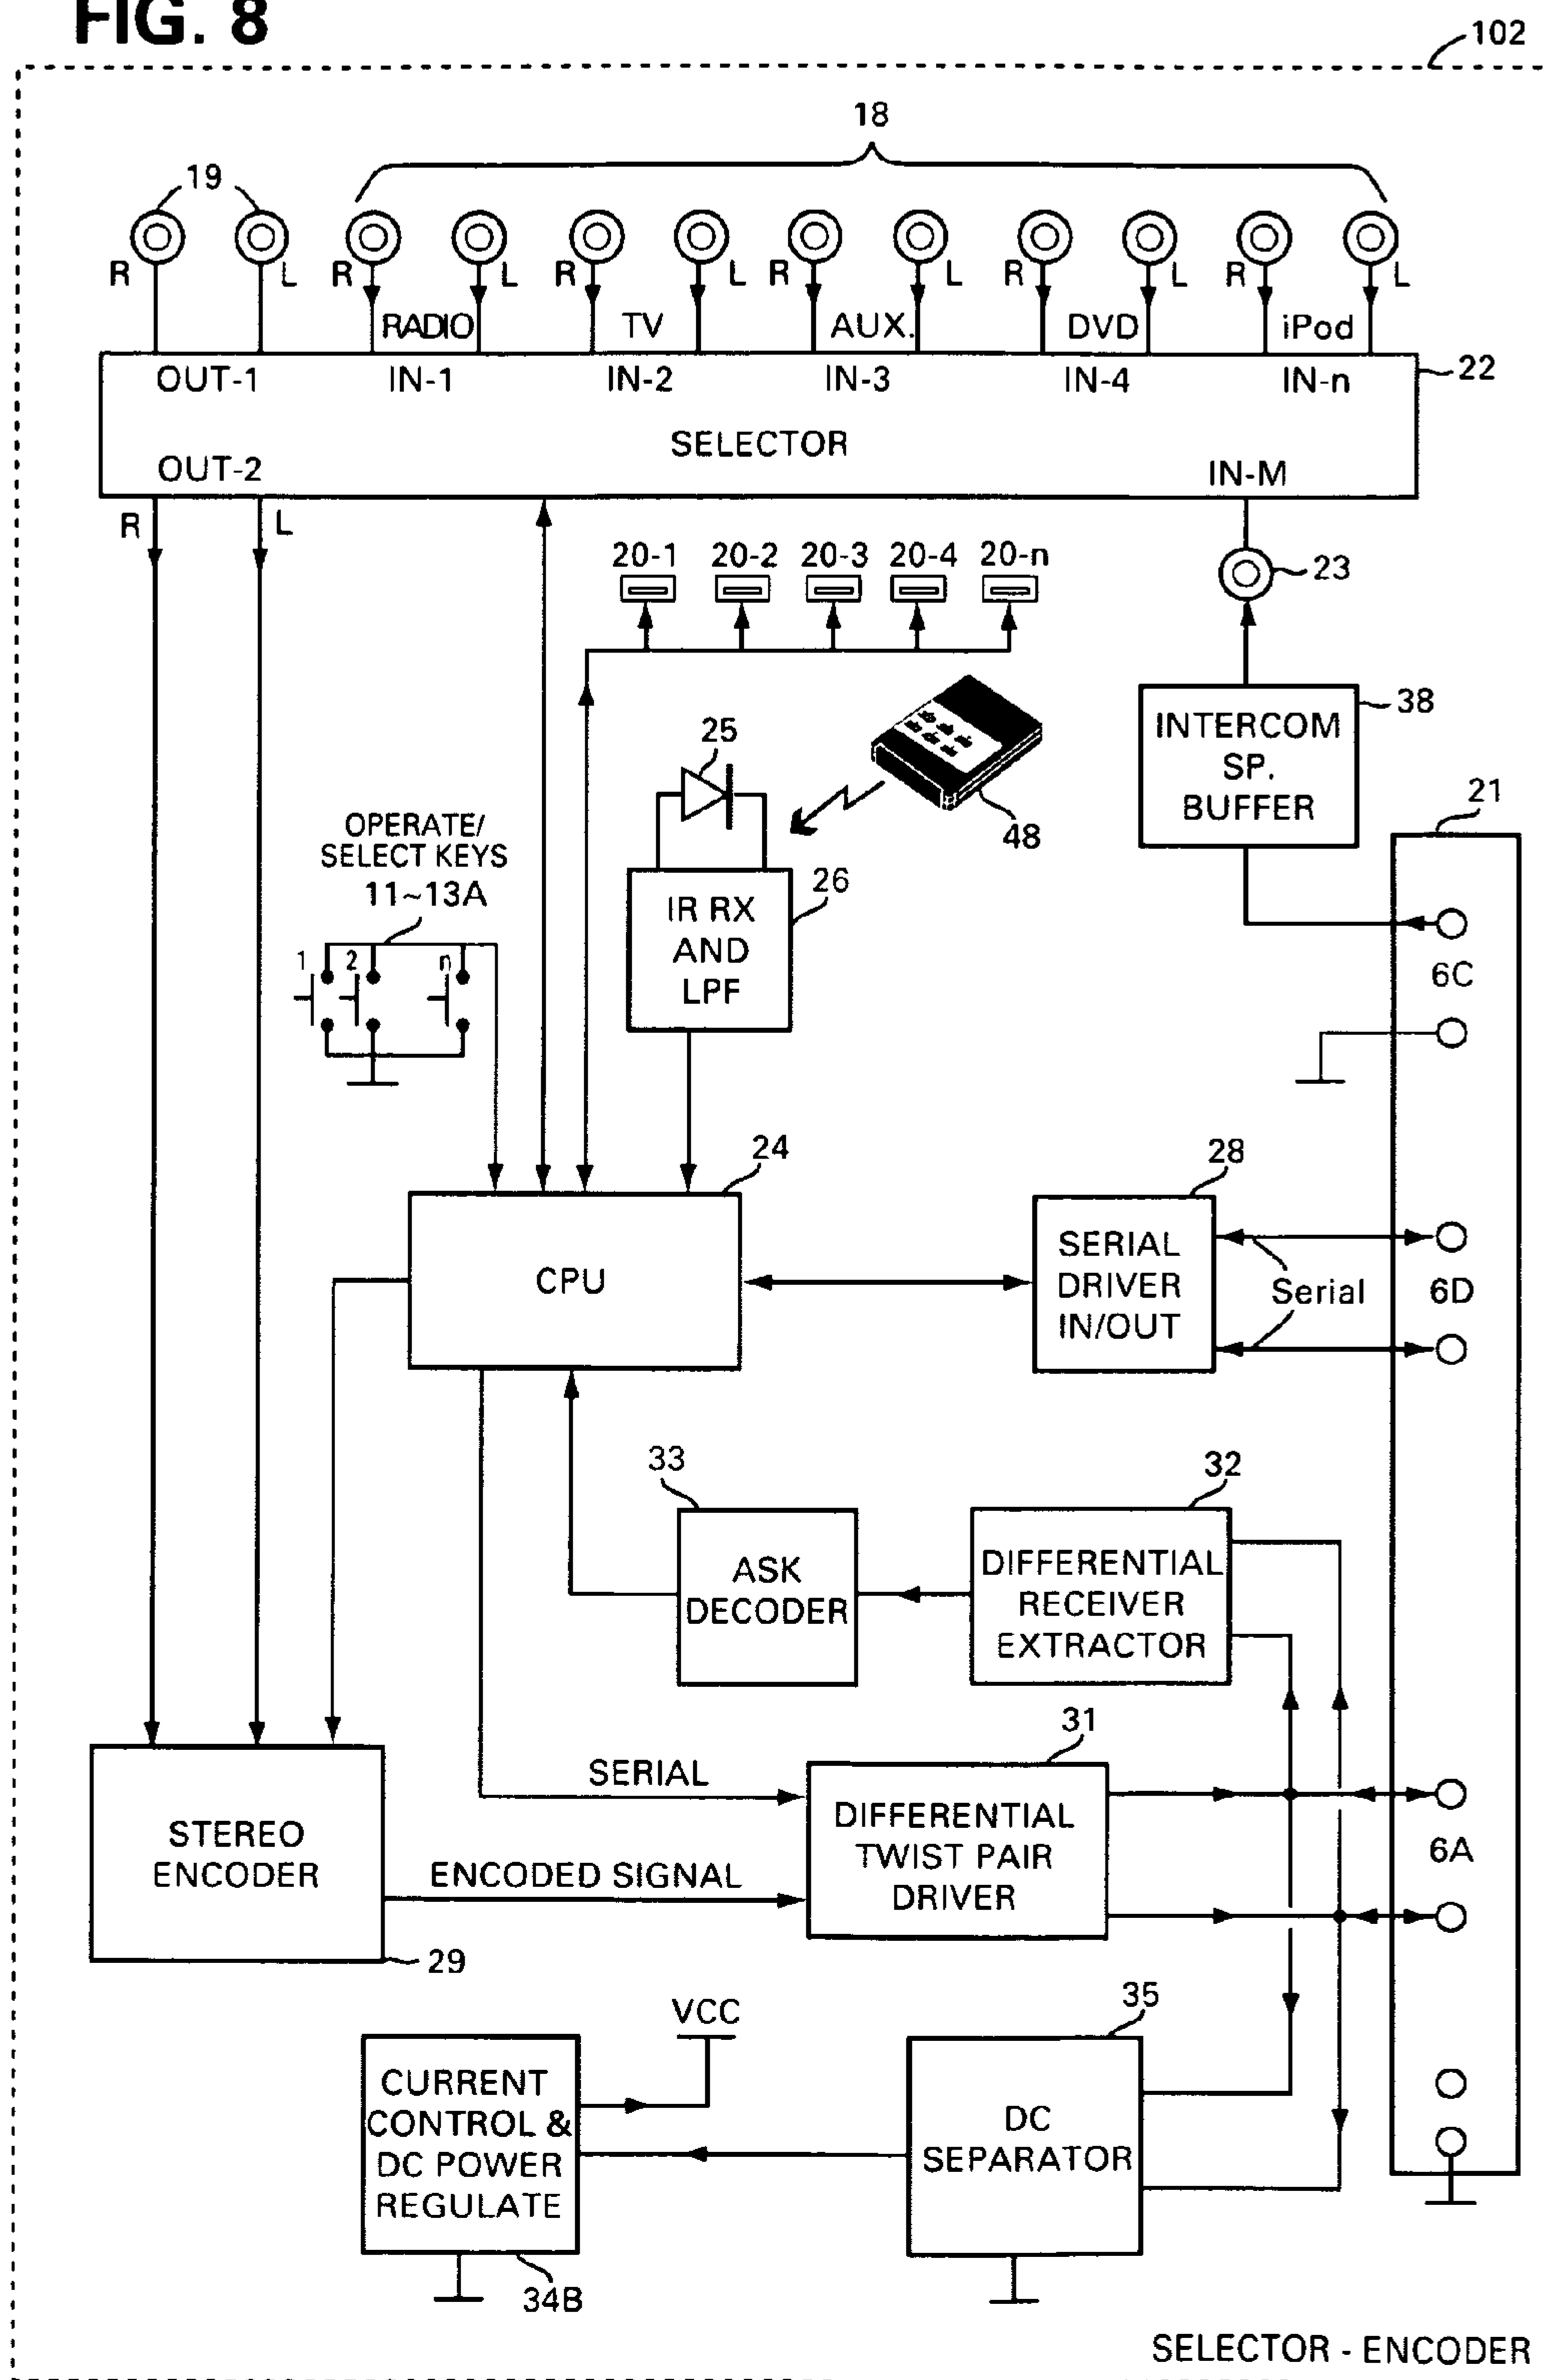 FIG. 8
102
18
19
R L R L R L R L R L R L
RADIO TV AUX. DVD iPod
OUT-1 IN-1 IN-2 IN-3 IN-4 IN-n
22
SELECTOR
OUT-2 IN-M
R L
20-1 20-2 20-3 20-4 20-n
23
38
INTERCOM
SP.
BUFFER
25
48
21
OPERATE/
SELECT KEYS
11~13A
1 2 n
26
IR RX
AND
LPF
6C
24
CPU
28
SERIAL
DRIVER
IN/OUT
Serial
6D
33
ASK
DECODER
32
DIFFERENTIAL
RECEIVER
EXTRACTOR
31
SERIAL
DIFFERENTIAL
TWIST PAIR
DRIVER
6A
STEREO
ENCODER
ENCODED SIGNAL
29
VCC
35
CURRENT
CONTROL &
DC POWER
REGULATE
DC
SEPARATOR
34B
SELECTOR - ENCODER